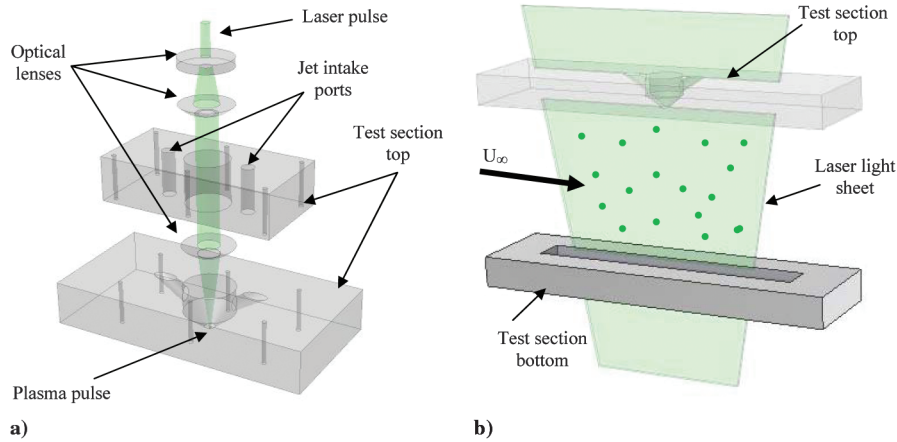 Laser pulse
Optical
lenses
Jet intake
ports
Test section
top
Plasma pulse
a)
Test section
top
U∞
Laser light
sheet
Test section
bottom
b)